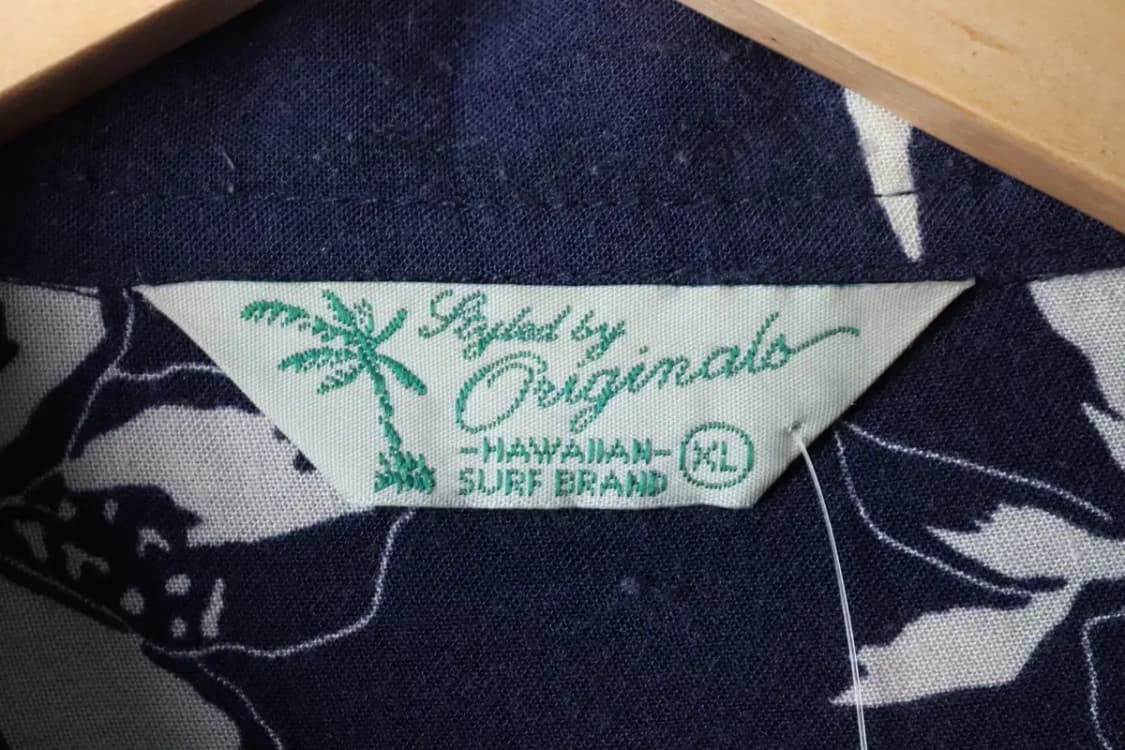 Styled by
Originals
-HAWAIIAN-
SURF BRAND
XL